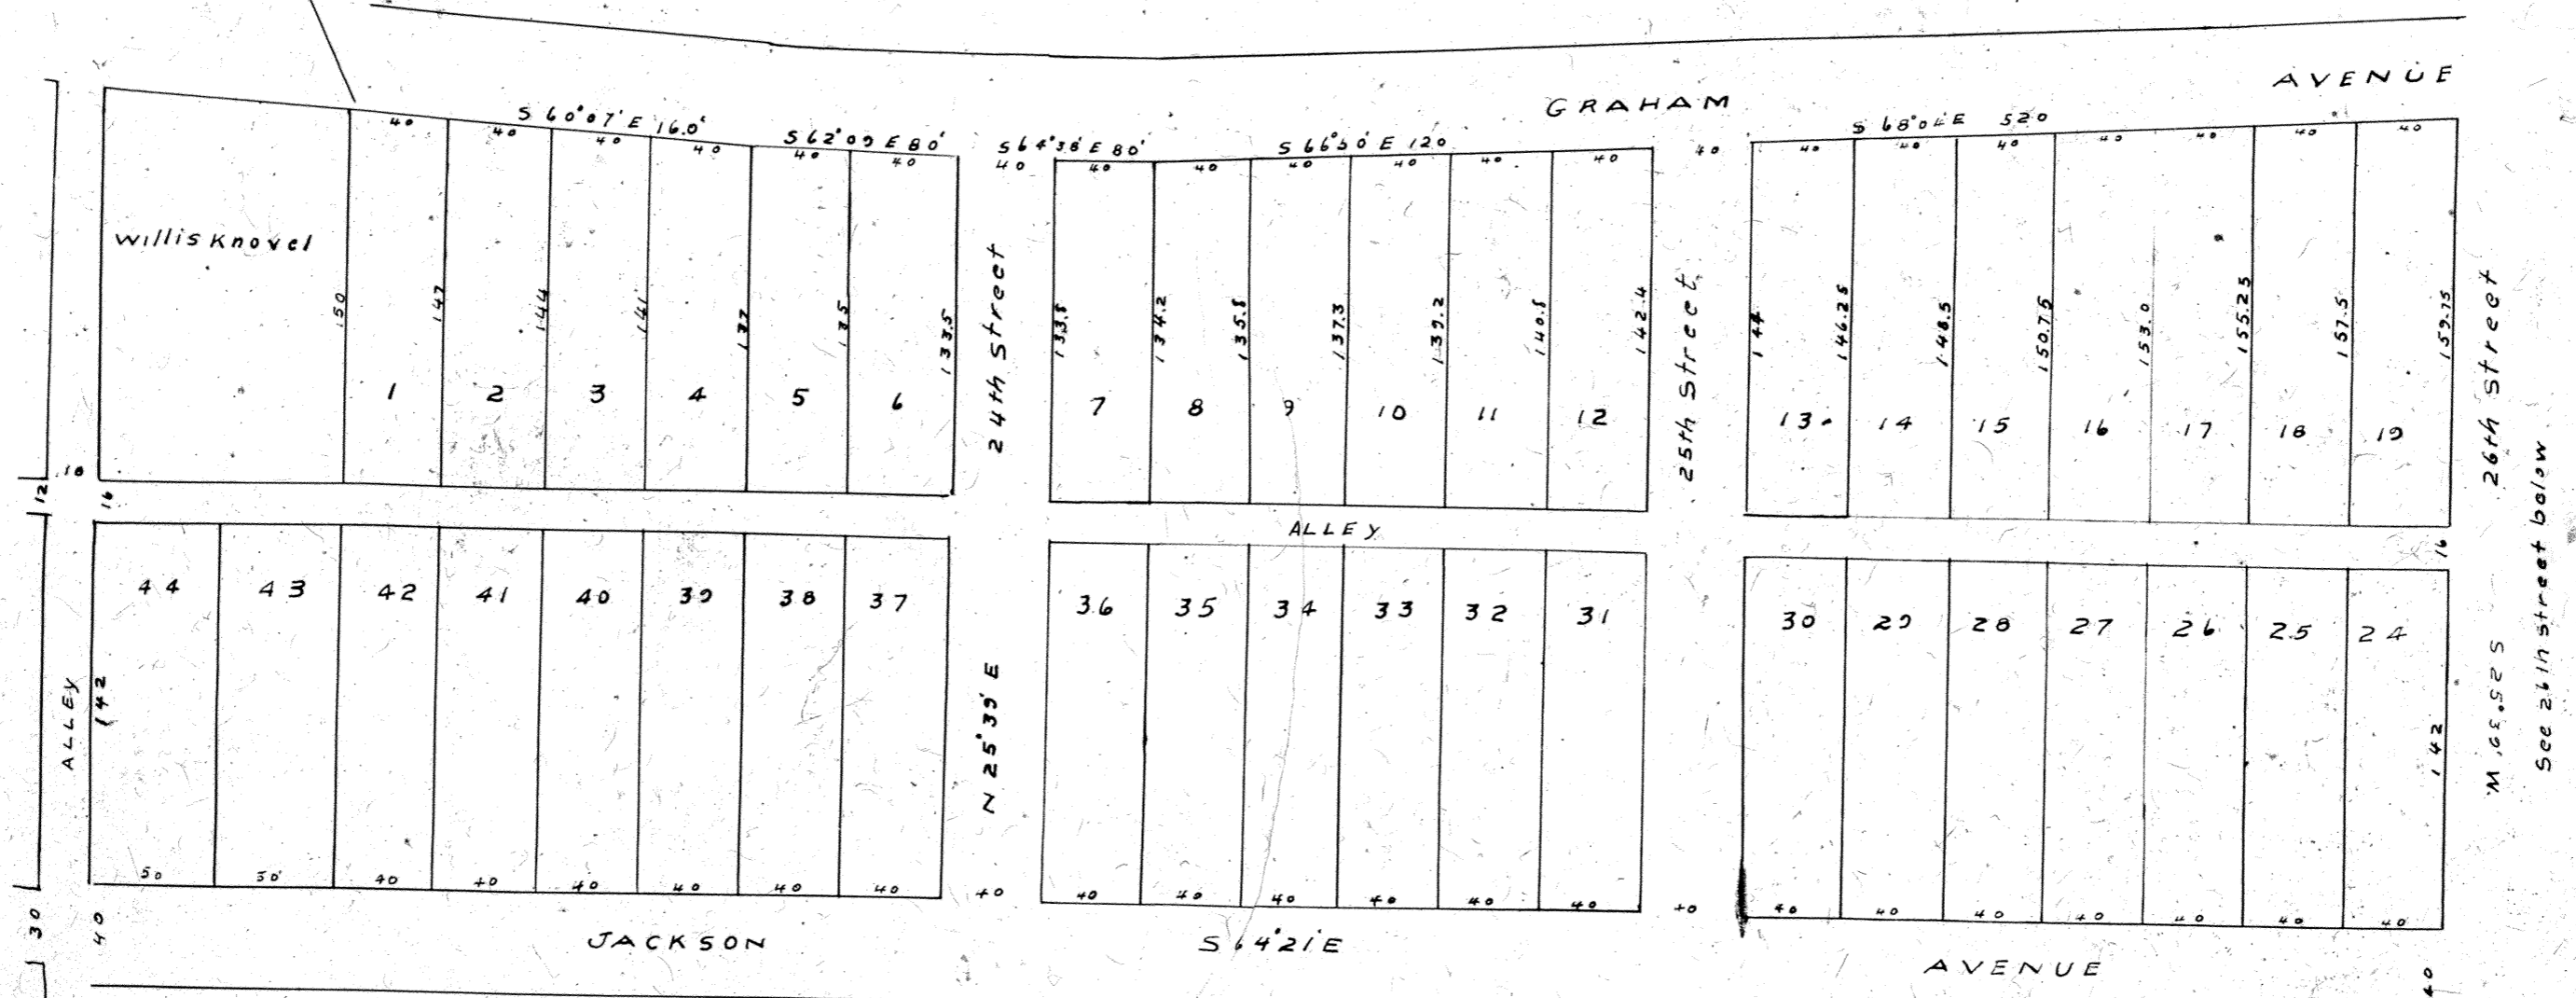 AVENUE
GRAHAM
S 60°07' E 160'
S 62°09 E 80'
S 64°38' E 80'
S 66°50' E 120
S 68°04' E 520
40 40 40 40 40 40 40 40 40 40 40 40 40 40 40 40 40 40 40 40 40 40
Willis Knovel
150 147 144 141 137 135 133.5
24th Street
133.5 134.2 135.8 137.3 139.2 140.8 142.4
25th Street
144 146.25 148.5 150.75 153.0 155.25 157.5 159.75
26th Street
See 26th street below
1 2 3 4 5 6 7 8 9 10 11 12 13 14 15 16 17 18 19
10
12
16
ALLEY
16
44 43 42 41 40 39 38 37 36 35 34 33 32 31 30 29 28 27 26 25 24
ALLEY
142
N 25°39' E
142
S 25°39' W.
50 50' 40 40 40 40 40 40 40 40 40 40 40 40 40 40 40 40 40 40 40 40 40
30
40
JACKSON
S 64°21' E
AVENUE
40